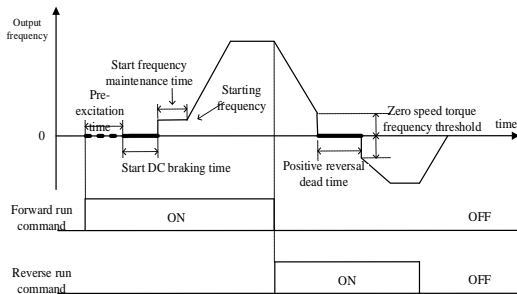 Output
frequency
Start frequency
maintenance time
Pre-
excitation
time
Starting
frequency
Zero speed torque
frequency threshold
time
0
Start DC braking time
Positive reversal
dead time
Forward run
command
ON
OFF
Reverse run
command
ON
OFF